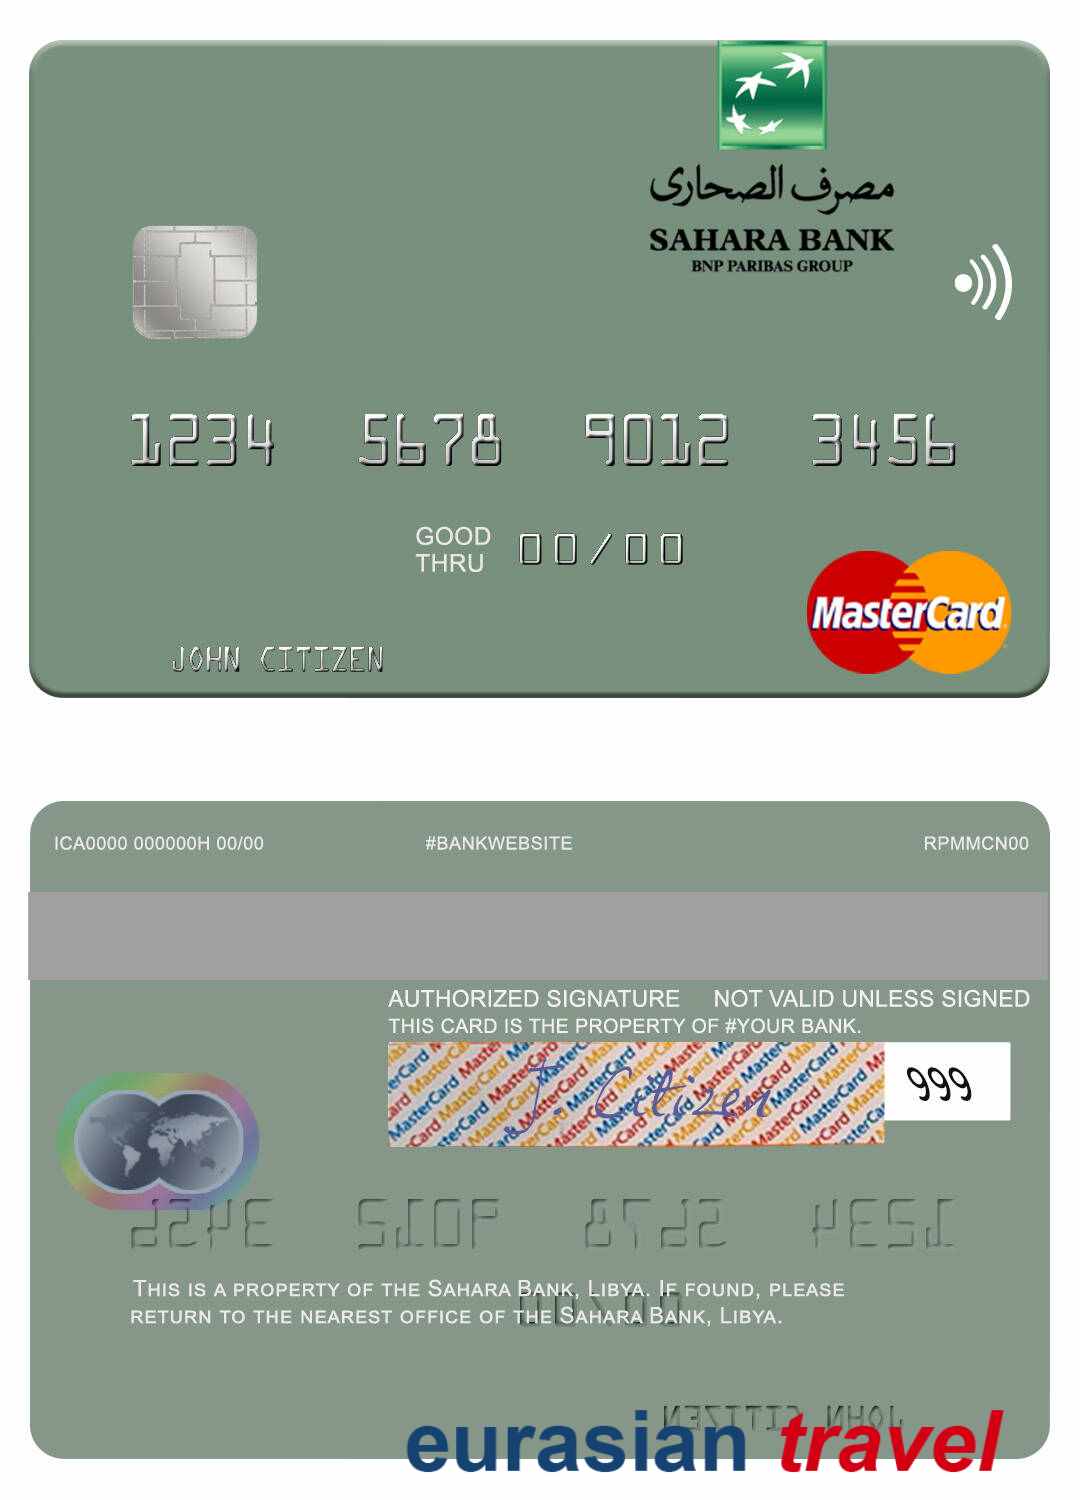 مصرف الصحارى
SAHARA BANK
BNP PARIBAS GROUP
1234 5678 9012 3456
GOOD THRU 00/00
MasterCard
JOHN CITIZEN
ICA0000 000000H 00/00 #BANKWEBSITE RPMMCN00
AUTHORIZED SIGNATURE NOT VALID UNLESS SIGNED
THIS CARD IS THE PROPERTY OF #YOUR BANK.
J. Citizen 999
THIS IS A PROPERTY OF THE SAHARA BANK, LIBYA. IF FOUND, PLEASE
RETURN TO THE NEAREST OFFICE OF THE SAHARA BANK, LIBYA.
eurasian travel